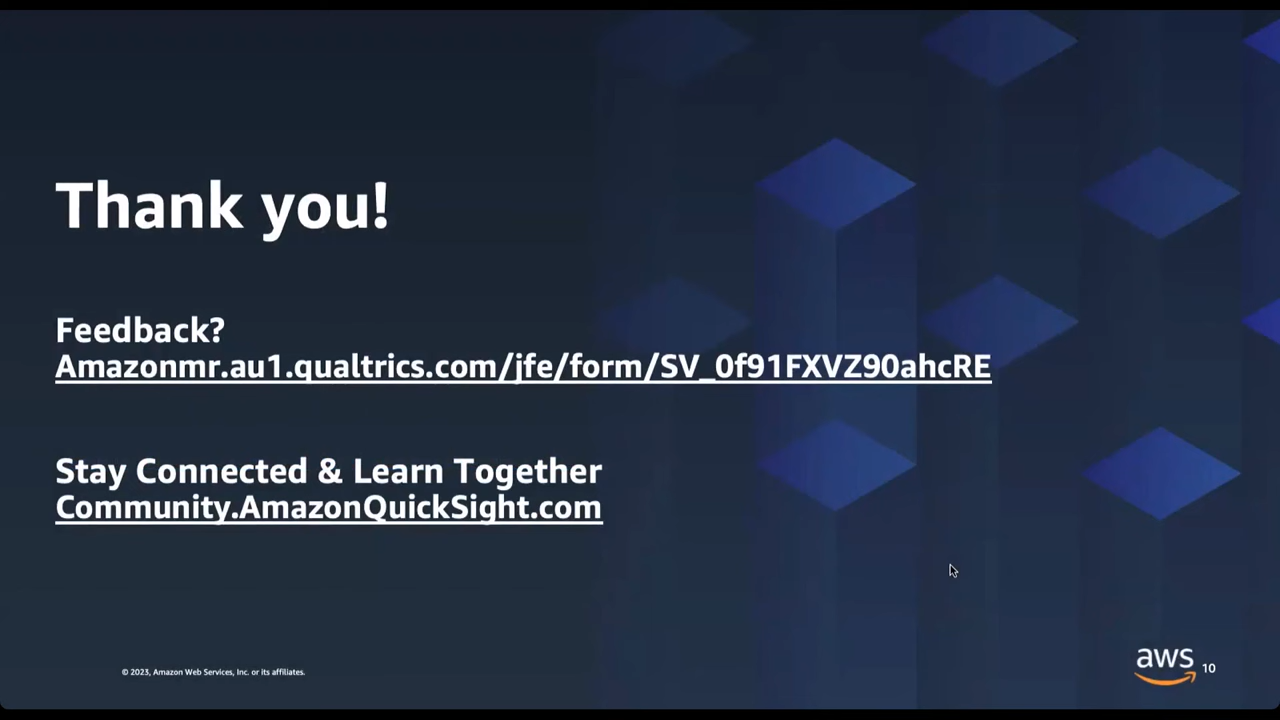 Thank you!
Feedback?
Amazonmr.au1.qualtrics.com/jfe/form/SV_0f91FXVZ90ahcRE
Stay Connected & Learn Together
Community.AmazonQuickSight.com
© 2023, Amazon Web Services, Inc. or its affiliates.
aws
10